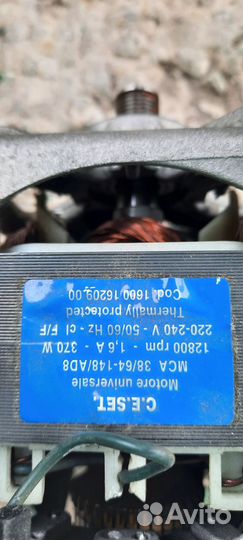 C.E.SET.
Motore universale
MCA 38/64-148/AD8
12800 rpm - 1,6 A - 370 W
220-240 V - 50/60 Hz - cl F/F
Thermally protected
Cod.1600.15209.00
Avito